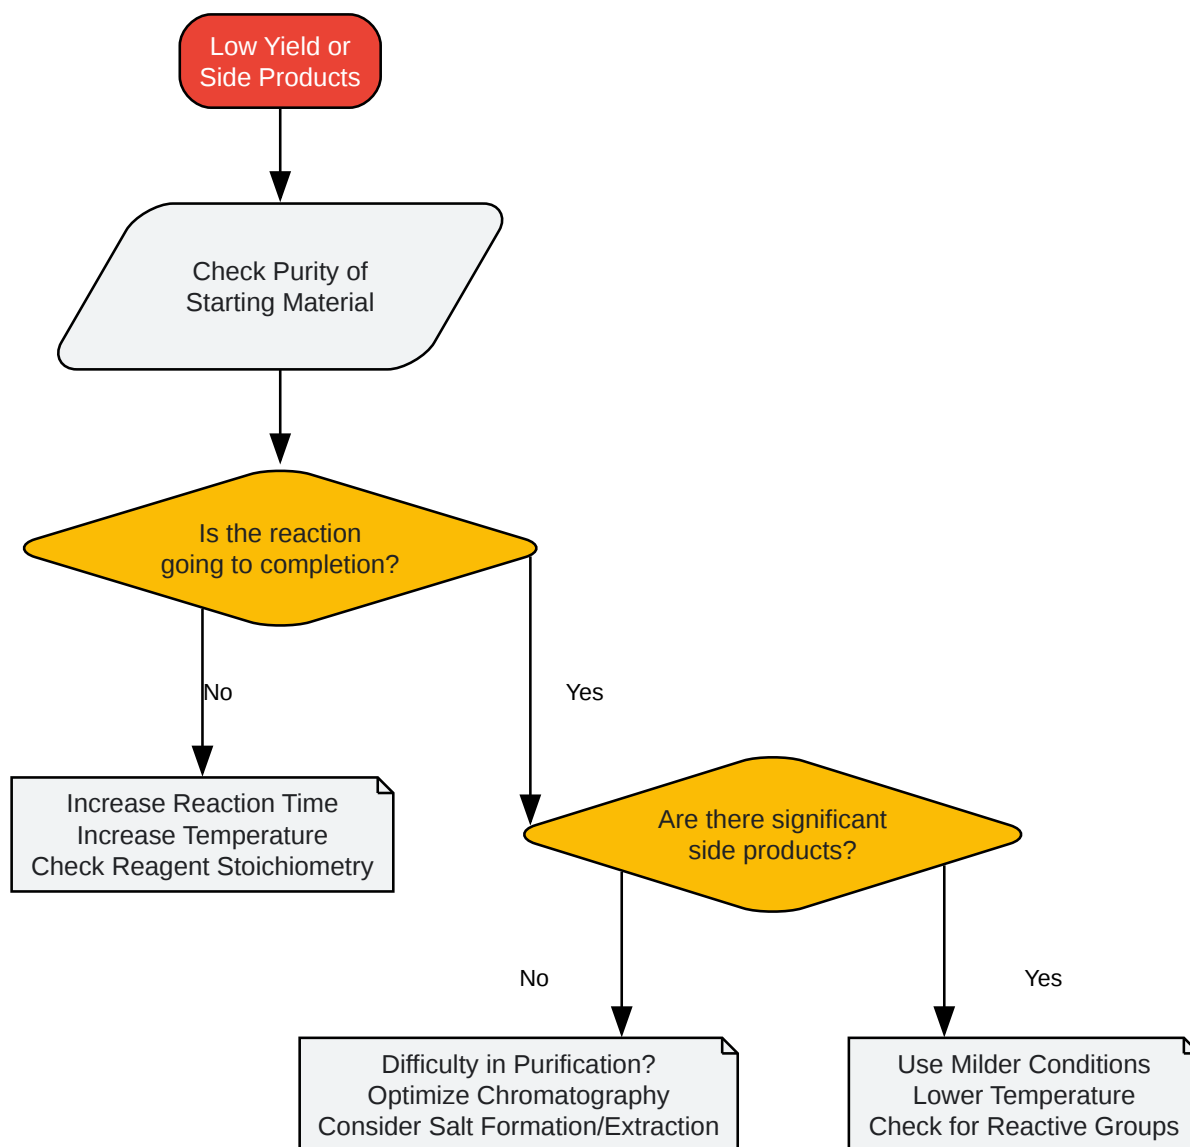 Low Yield or
Side Products
Check Purity of
Starting Material
Is the reaction
going to completion?
No
Yes
Increase Reaction Time
Increase Temperature
Check Reagent Stoichiometry
Are there significant
side products?
No
Yes
Difficulty in Purification?
Optimize Chromatography
Consider Salt Formation/Extraction
Use Milder Conditions
Lower Temperature
Check for Reactive Groups